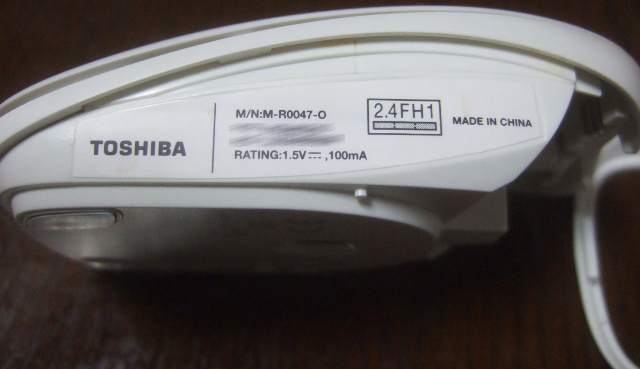 TOSHIBA
M/N:M-R0047-O
RATING:1.5V⎓,100mA
2.4FH1
MADE IN CHINA